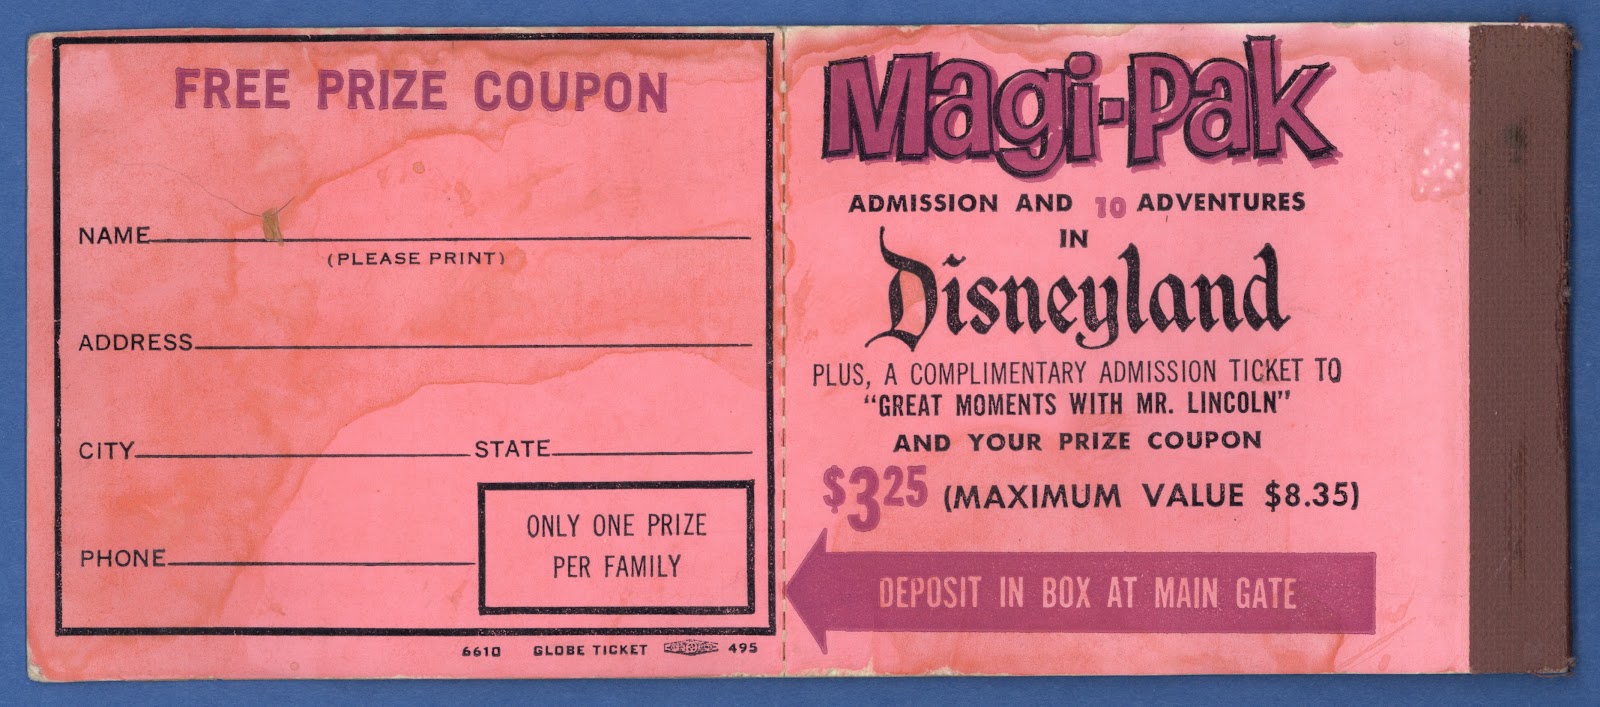 FREE PRIZE COUPON
NAME
(PLEASE PRINT)
ADDRESS
CITY STATE
PHONE
ONLY ONE PRIZE
PER FAMILY
6610 GLOBE TICKET 495
Magi-Pak
ADMISSION AND 10 ADVENTURES
IN
Disneyland
PLUS, A COMPLIMENTARY ADMISSION TICKET TO
"GREAT MOMENTS WITH MR. LINCOLN"
AND YOUR PRIZE COUPON
$3.25 (MAXIMUM VALUE $8.35)
DEPOSIT IN BOX AT MAIN GATE